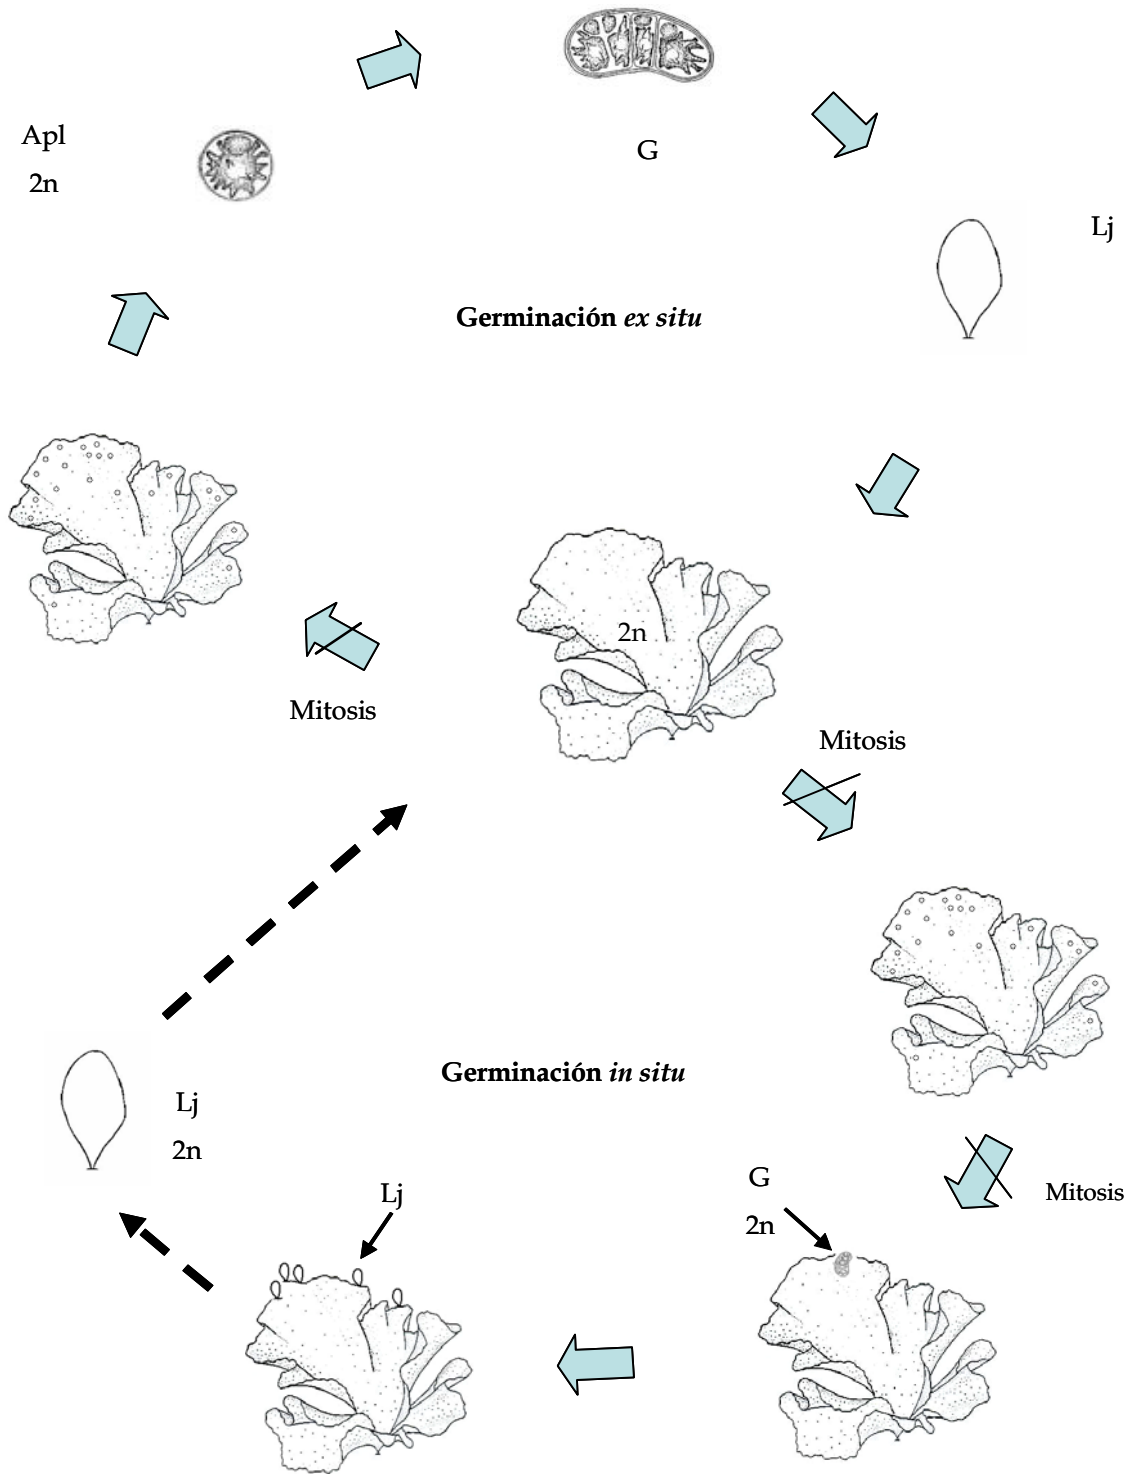 Apl
2n
G
Lj
Germinación ex situ
2n
Mitosis
Mitosis
Germinación in situ
Lj
2n
Mitosis
G
2n
Lj